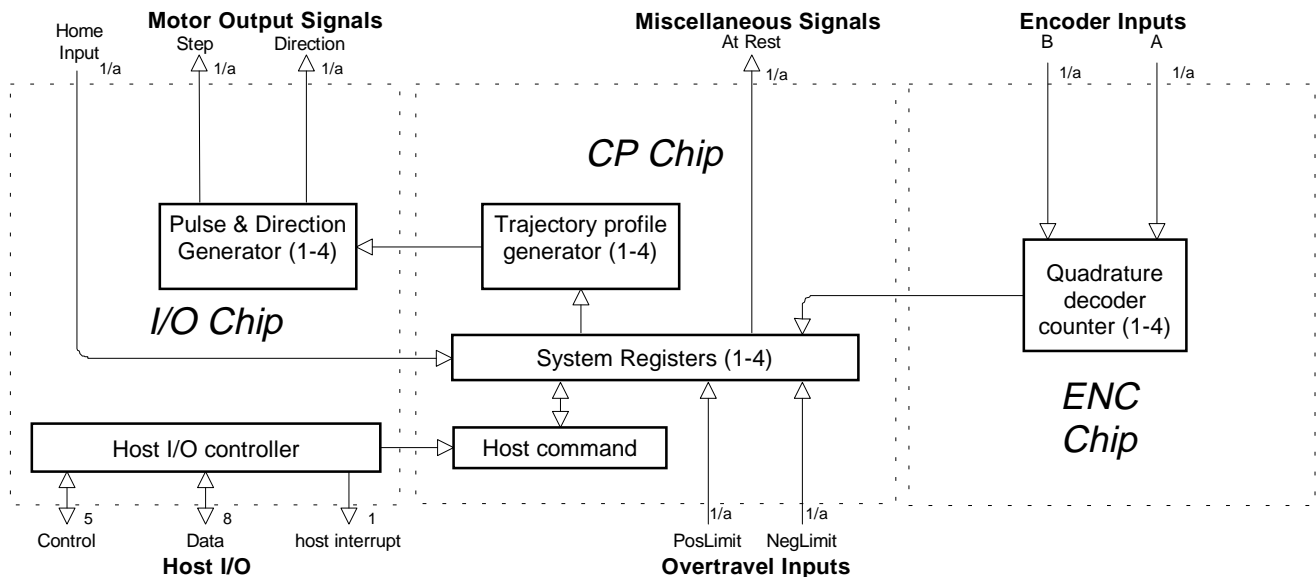 Motor Output Signals
Miscellaneous Signals
Encoder Inputs
Home
Input
Step
Direction
At Rest
B
A
1/a
1/a
1/a
1/a
1/a
1/a
CP Chip
Pulse & Direction
Generator (1-4)
Trajectory profile
generator (1-4)
Quadrature
decoder
counter (1-4)
I/O Chip
System Registers (1-4)
ENC
Chip
Host I/O controller
Host command
5
8
1
1/a
1/a
Control
Data
host interrupt
PosLimit
NegLimit
Host I/O
Overtravel Inputs